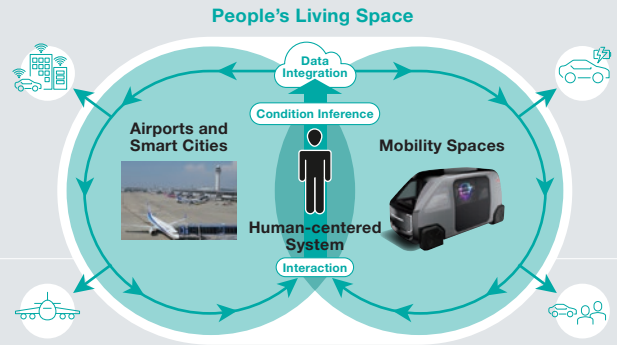 People's Living Space
Data
Integration
Condition Inference
Airports and
Smart Cities
Mobility Spaces
Human-centered
System
Interaction